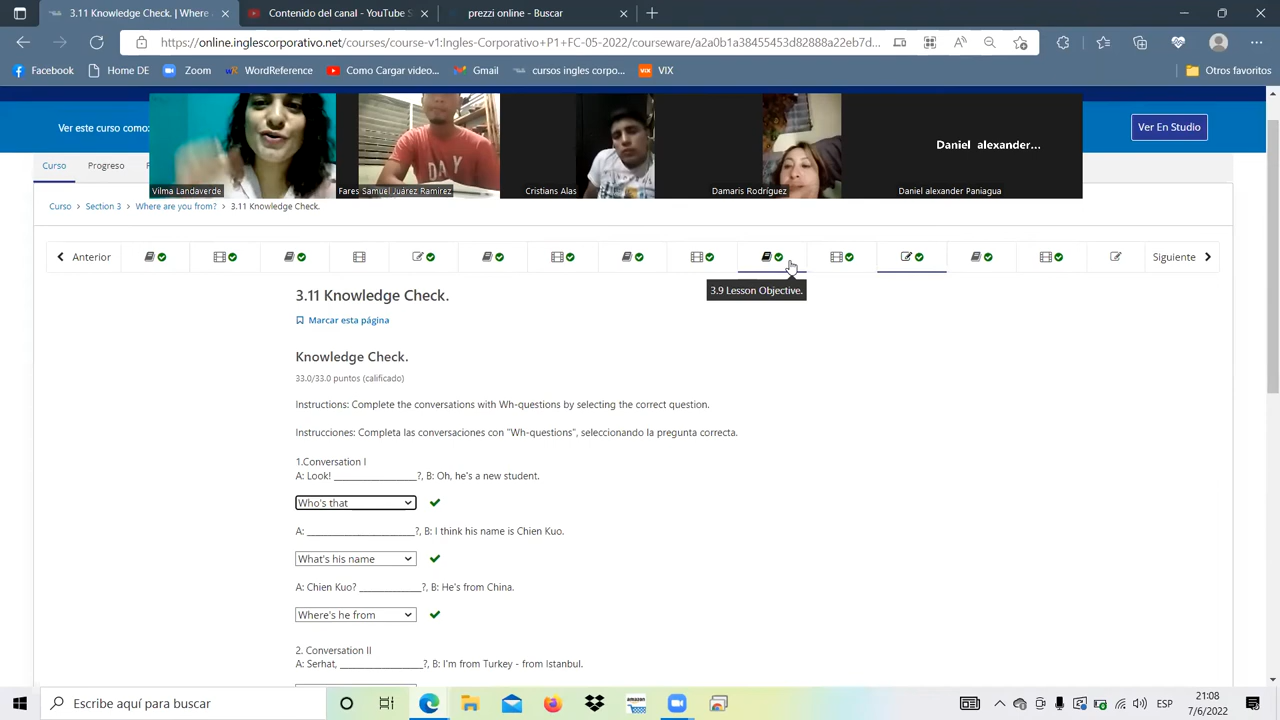 3.11 Knowledge Check. | Where a
Content - YouTube S
prezzi online - Buscar
https://online.inglescorporativo.net/courses/course-v1:Ingles-Corporativo+P1+FC-05-2022/courseware/a2a0b1a38455453d82888a22eb7d...
Facebook
Home DE
Zoom
WordReference
Como Cargar video...
Gmail
cursos ingles corpo...
VIX
Otros favoritos
Ver este curso como:
Ver En Studio
DAY
Daniel alexander...
Vilma Landaverde
Fares Samuel Juárez Ramirez
Cristians Alas
Damaris Rodríguez
Daniel alexander Paniagua
Curso
Progreso
Curso > Section 3 > Where are you from? > 3.11 Knowledge Check.
Anterior
Siguiente
3.9 Lesson Objective.
3.11 Knowledge Check.
Marcar esta página
Knowledge Check.
33.0/33.0 puntos (calificado)
Instructions: Complete the conversations with Wh-questions by selecting the correct question.
Instrucciones: Completa las conversaciones con "Wh-questions", seleccionando la pregunta correcta.
1.Conversation I
A: Look! __________________?, B: Oh, he's a new student.
Who's that
A: _______________________?, B: I think his name is Chien Kuo.
What's his name
A: Chien Kuo? _____________?, B: He's from China.
Where's he from
2. Conversation II
A: Serhat, __________________?, B: I'm from Turkey - from Istanbul.
Escribe aquí para buscar
amazon
ESP
21:08
7/6/2022